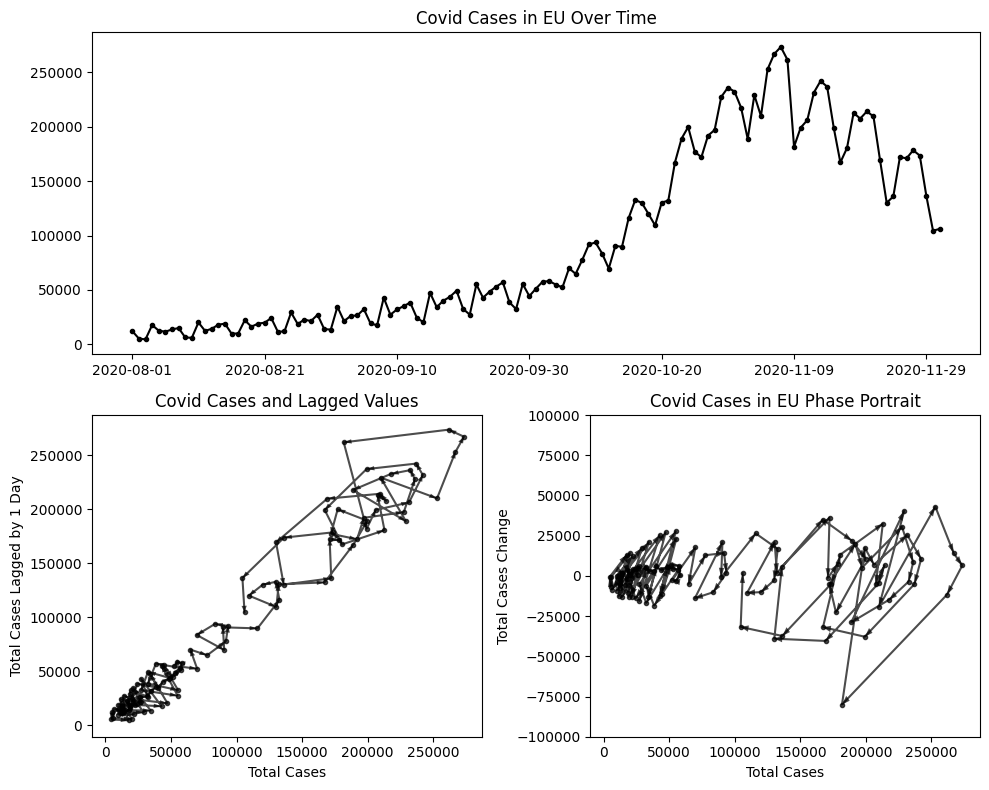 Covid Cases in EU Over Time
250000
200000
150000
100000
50000
0
2020-08-01 2020-08-21 2020-09-10 2020-09-30 2020-10-20 2020-11-09 2020-11-29
Covid Cases and Lagged Values
Total Cases Lagged by 1 Day
250000
200000
150000
100000
50000
0
0 50000 100000 150000 200000 250000
Total Cases
Covid Cases in EU Phase Portrait
Total Cases Change
100000
75000
50000
25000
0
−25000
−50000
−75000
−100000
0 50000 100000 150000 200000 250000
Total Cases